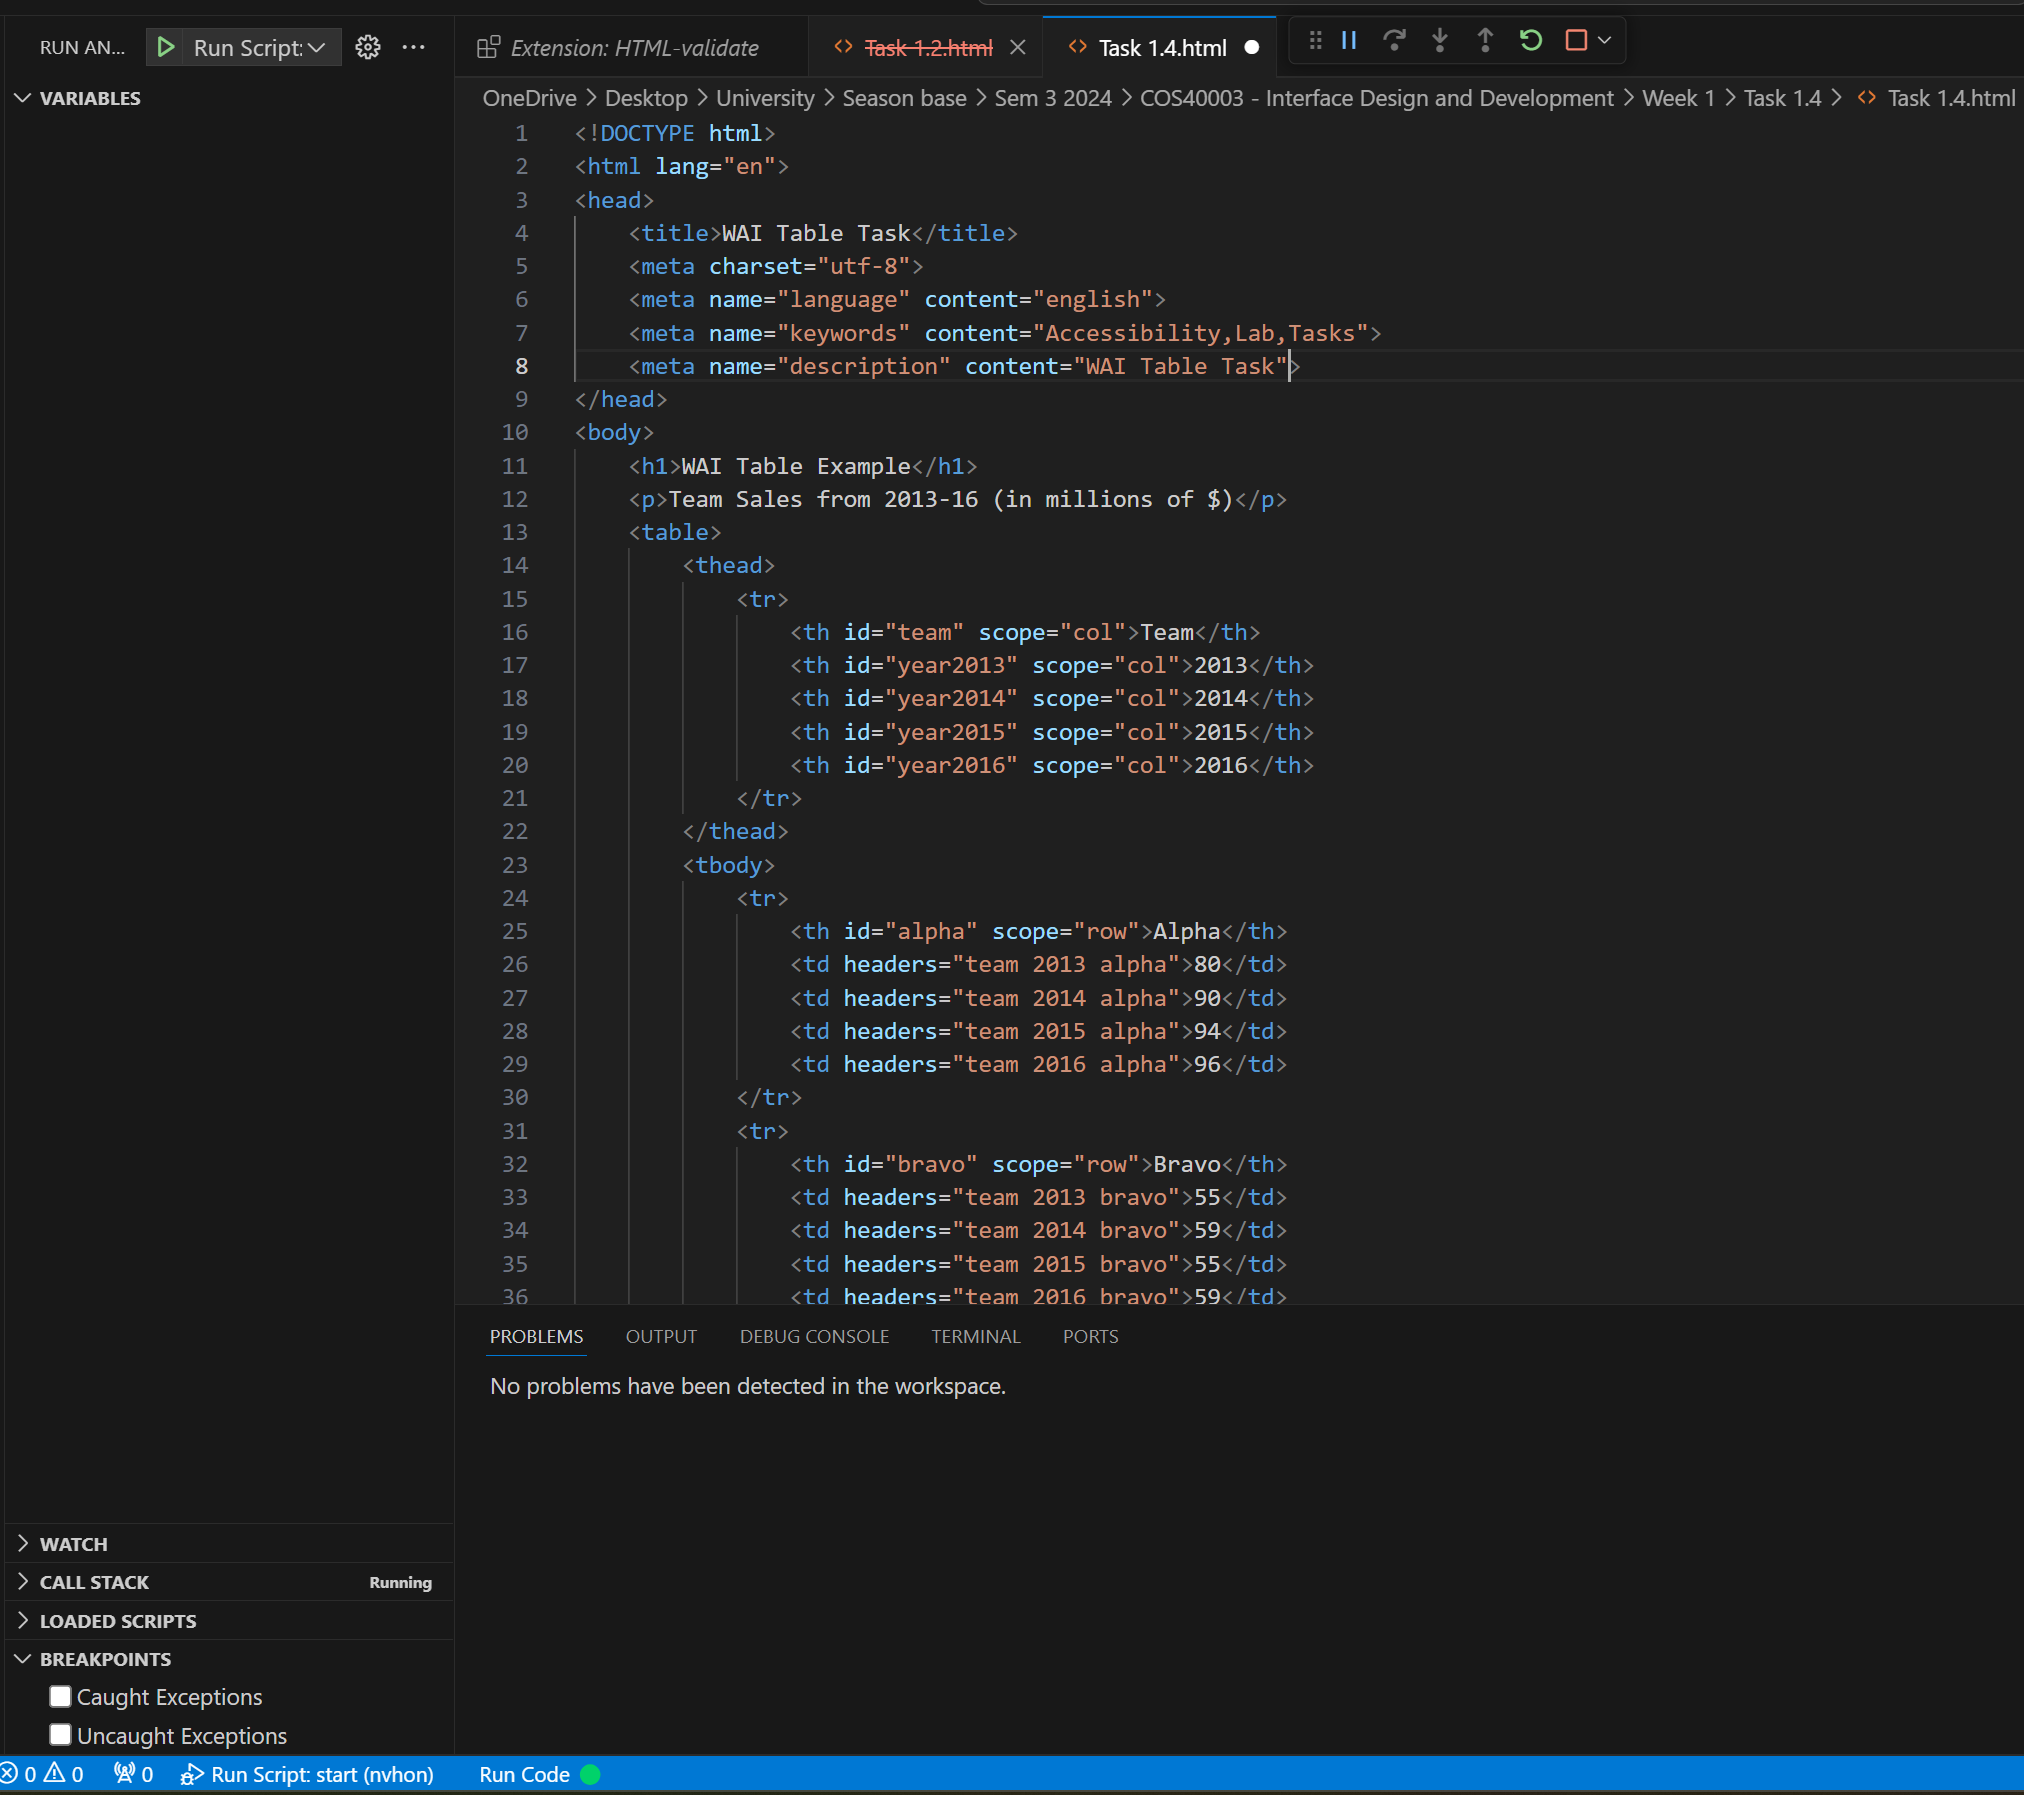 RUN AN... Run Script: ...
Extension: HTML-validate
Task 1.2.html
Task 1.4.html
VARIABLES
OneDrive > Desktop > University > Season base > Sem 3 2024 > COS40003 - Interface Design and Development > Week 1 > Task 1.4 > Task 1.4.html
1 <!DOCTYPE html>
2 <html lang="en">
3 <head>
4 <title>WAI Table Task</title>
5 <meta charset="utf-8">
6 <meta name="language" content="english">
7 <meta name="keywords" content="Accessibility,Lab,Tasks">
8 <meta name="description" content="WAI Table Task">
9 </head>
10 <body>
11 <h1>WAI Table Example</h1>
12 <p>Team Sales from 2013-16 (in millions of $)</p>
13 <table>
14 <thead>
15 <tr>
16 <th id="team" scope="col">Team</th>
17 <th id="year2013" scope="col">2013</th>
18 <th id="year2014" scope="col">2014</th>
19 <th id="year2015" scope="col">2015</th>
20 <th id="year2016" scope="col">2016</th>
21 </tr>
22 </thead>
23 <tbody>
24 <tr>
25 <th id="alpha" scope="row">Alpha</th>
26 <td headers="team 2013 alpha">80</td>
27 <td headers="team 2014 alpha">90</td>
28 <td headers="team 2015 alpha">94</td>
29 <td headers="team 2016 alpha">96</td>
30 </tr>
31 <tr>
32 <th id="bravo" scope="row">Bravo</th>
33 <td headers="team 2013 bravo">55</td>
34 <td headers="team 2014 bravo">59</td>
35 <td headers="team 2015 bravo">55</td>
36 <td headers="team 2016 bravo">59</td>
PROBLEMS OUTPUT DEBUG CONSOLE TERMINAL PORTS
No problems have been detected in the workspace.
WATCH
CALL STACK Running
LOADED SCRIPTS
BREAKPOINTS
Caught Exceptions
Uncaught Exceptions
0 0 0 Run Script: start (nvhon) Run Code